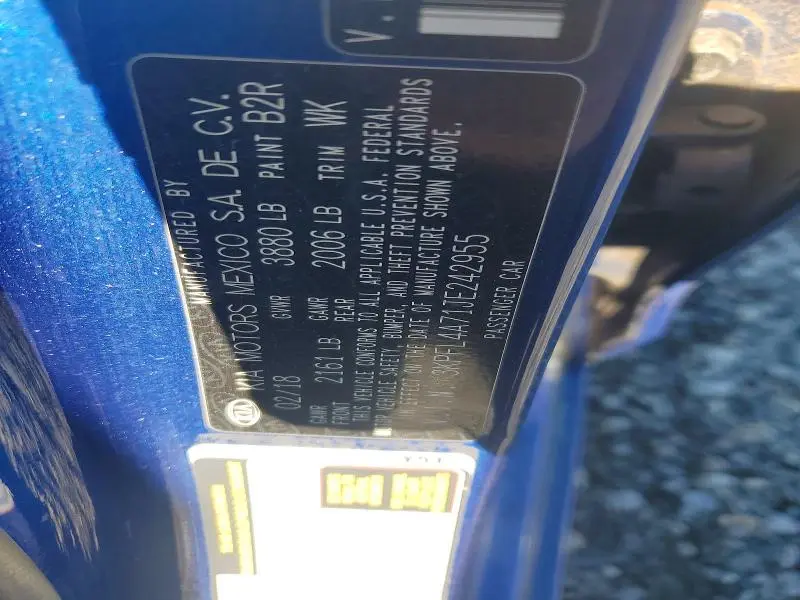 MANUFACTURED BY
KIA KIA MOTORS MEXICO S.A. DE C.V.
02/18 GVWR 3880 LB PAINT B2R
GAWR FRONT 2161 LB GAWR REAR 2006 LB TRIM WK
THIS VEHICLE CONFORMS TO ALL APPLICABLE U.S.A. FEDERAL
MOTOR VEHICLE SAFETY, BUMPER, AND THEFT PREVENTION STANDARDS
IN EFFECT ON THE DATE OF MANUFACTURE SHOWN ABOVE.
3KPFL4A71JE242955
PASSENGER CAR